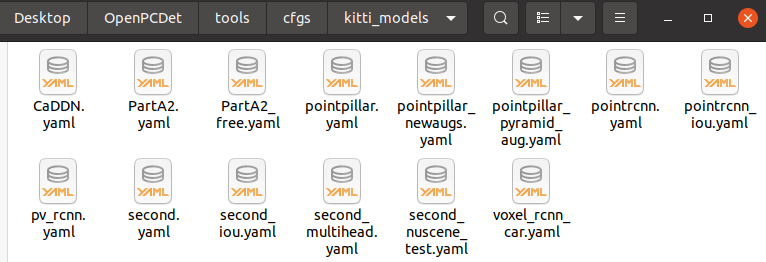 Desktop OpenPCDet tools cfgs kitti_models
YAML YAML YAML YAML YAML YAML YAML YAML
CaDDN. PartA2. PartA2_ pointpillar. pointpillar_ pointpillar_ pointrcnn. pointrcnn_
yaml yaml free.yaml yaml newaugs. pyramid_ yaml iou.yaml
yaml aug.yaml
YAML YAML YAML YAML YAML YAML
pv_rcnn. second. second_ second_ second_ voxel_rcnn_
yaml yaml iou.yaml multihead. nuscene_ car.yaml
yaml test.yaml